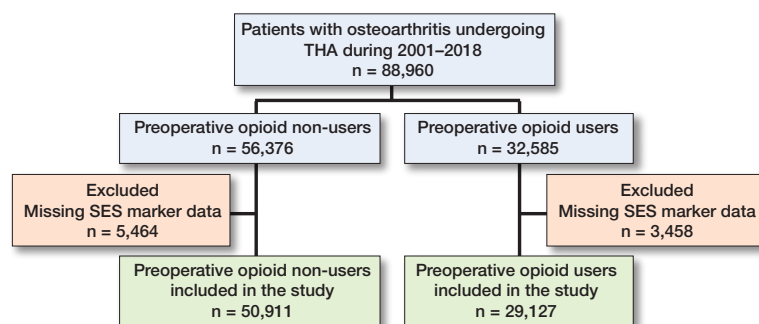 Patients with osteoarthritis undergoing
THA during 2001–2018
n = 88,960
Preoperative opioid non-users
n = 56,376
Preoperative opioid users
n = 32,585
Excluded
Missing SES marker data
n = 5,464
Excluded
Missing SES marker data
n = 3,458
Preoperative opioid non-users
included in the study
n = 50,911
Preoperative opioid users
included in the study
n = 29,127